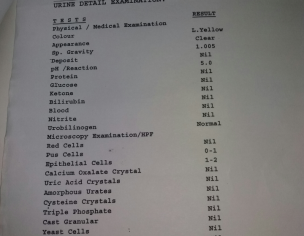 URINE DETAIL EXAMINATION
TESTS RESULT
Physical / Medical Examination
Colour L.Yellow
Appearance Clear
Sp. Gravity 1.005
Deposit Nil
pH /Reaction 5.0
Protein Nil
Glucose Nil
Ketons Nil
Bilirubin Nil
Blood Nil
Nitrite Nil
Urobilinogen Normal
Microscopy Examination/HPF
Red Cells Nil
Pus Cells 0-1
Epithelial Cells 1-2
Calcium Oxalate Crystal Nil
Uric Acid Crystals Nil
Amorphous Urates Nil
Cysteine Crystals Nil
Triple Phosphate Nil
Cast Granular Nil
Yeast Cells Nil